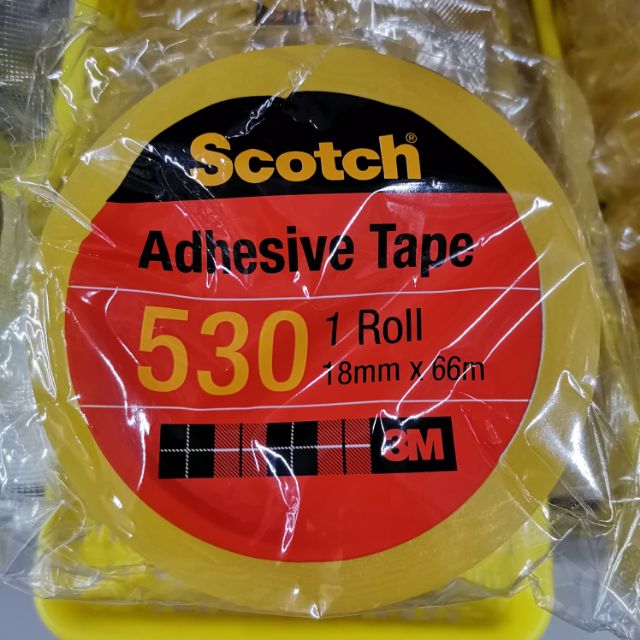 Scotch®
Adhesive Tape
530
1 Roll
18mm x 66m
3M